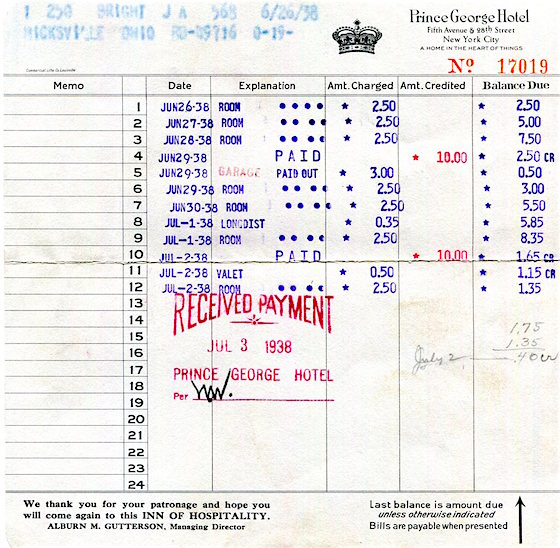 1 250 BRIGHT J A 568 6/26/38
HICKSVILLE OHIO RD-09716 0-19-
Prince George Hotel
Fifth Avenue & 28th Street
New York City
A HOME IN THE HEART OF THINGS
No. 17019
Memo Date Explanation Amt. Charged Amt. Credited Balance Due
1 JUN26-38 ROOM • • • • * 2.50 * 2.50
2 JUN27-38 ROOM • • • • * 2.50 * 5.00
3 JUN28-38 ROOM • • • • * 2.50 * 7.50
4 JUN29-38 PAID * 10.00 * 2.50 CR
5 JUN29-38 GARAGE PAID OUT * 3.00 * 0.50
6 JUN29-38 ROOM • • • • * 2.50 * 3.00
7 JUN30-38 ROOM • • • • * 2.50 * 5.50
8 JUL-1-38 LONGDIST * 0.35 * 5.85
9 JUL-1-38 ROOM • • • • * 2.50 * 8.35
10 JUL-2-38 PAID * 10.00 * 1.65 CR
11 JUL-2-38 VALET * 0.50 * 1.15 CR
12 JUL-2-38 ROOM • • • • * 2.50 * 1.35
13
RECEIVED PAYMENT
14
15 1.75
JUL 3 1938 1.35
16 July 2 .40
17
PRINCE GEORGE HOTEL
18
Per
19
20
21
22
23
24
We thank you for your patronage and hope you
will come again to this INN OF HOSPITALITY.
ALBURN M. GUTTERSON, Managing Director
Last balance is amount due
unless otherwise indicated
Bills are payable when presented